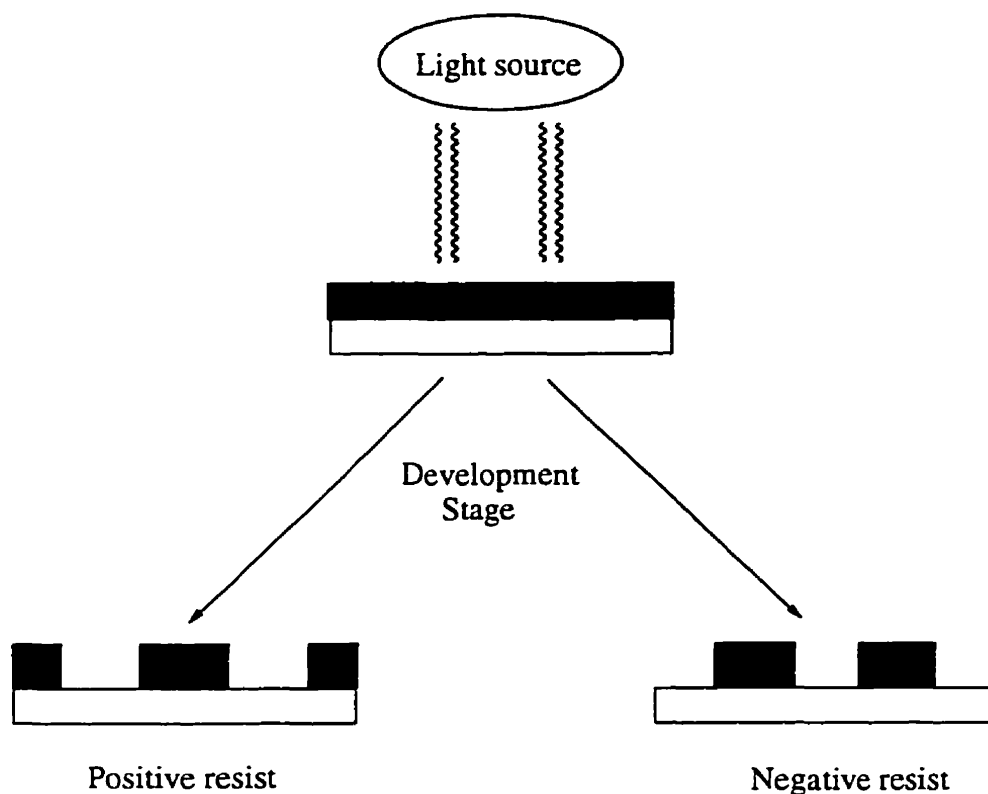 Light source
Development
Stage
Positive resist
Negative resist